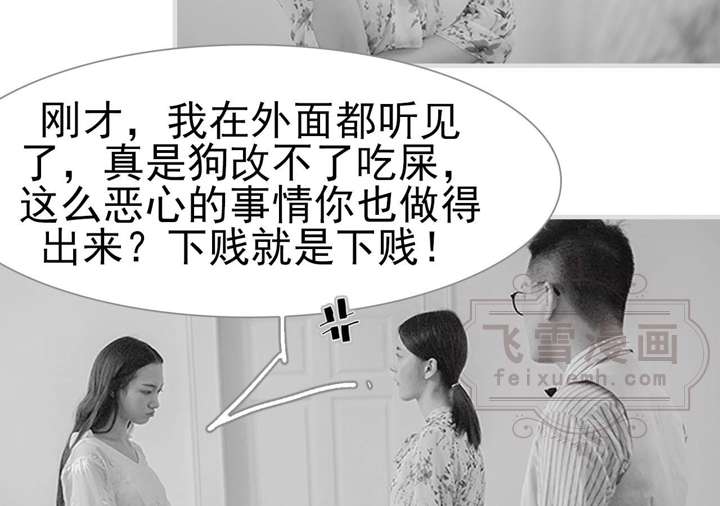 刚才，我在外面都听见
了，真是狗改不了吃屎，
这么恶心的事情你也做得
出来？下贱就是下贱！
飞雪漫画
feixuemh.com